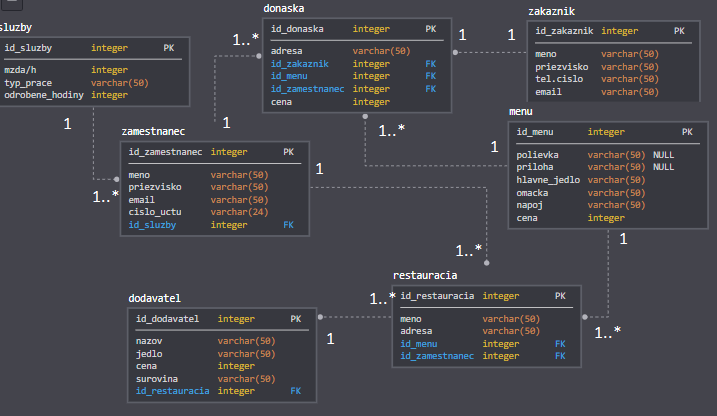 sluzby
id_sluzby integer PK
mzda/h integer
typ_prace varchar(50)
odrobene_hodiny integer
donaska
id_donaska integer PK
adresa varchar(50)
id_zakaznik integer FK
id_menu integer FK
id_zamestnanec integer FK
cena integer
zakaznik
id_zakaznik integer PK
meno varchar(50)
priezvisko varchar(50)
tel.cislo varchar(50)
email varchar(50)
1..*
1
1
1
1
1..*
1
zamestnanec
id_zamestnanec integer PK
meno varchar(50)
priezvisko varchar(50)
email varchar(50)
cislo_uctu varchar(24)
id_sluzby integer FK
1
1..*
menu
id_menu integer PK
polievka varchar(50) NULL
priloha varchar(50) NULL
hlavne_jedlo varchar(50)
omacka varchar(50)
napoj varchar(50)
cena integer
1..*
1
restauracia
id_restauracia integer PK
meno varchar(50)
adresa varchar(50)
id_menu integer FK
id_zamestnanec integer FK
1..*
1..*
1
dodavatel
id_dodavatel integer PK
nazov varchar(50)
jedlo varchar(50)
cena integer
surovina varchar(50)
id_restauracia integer FK